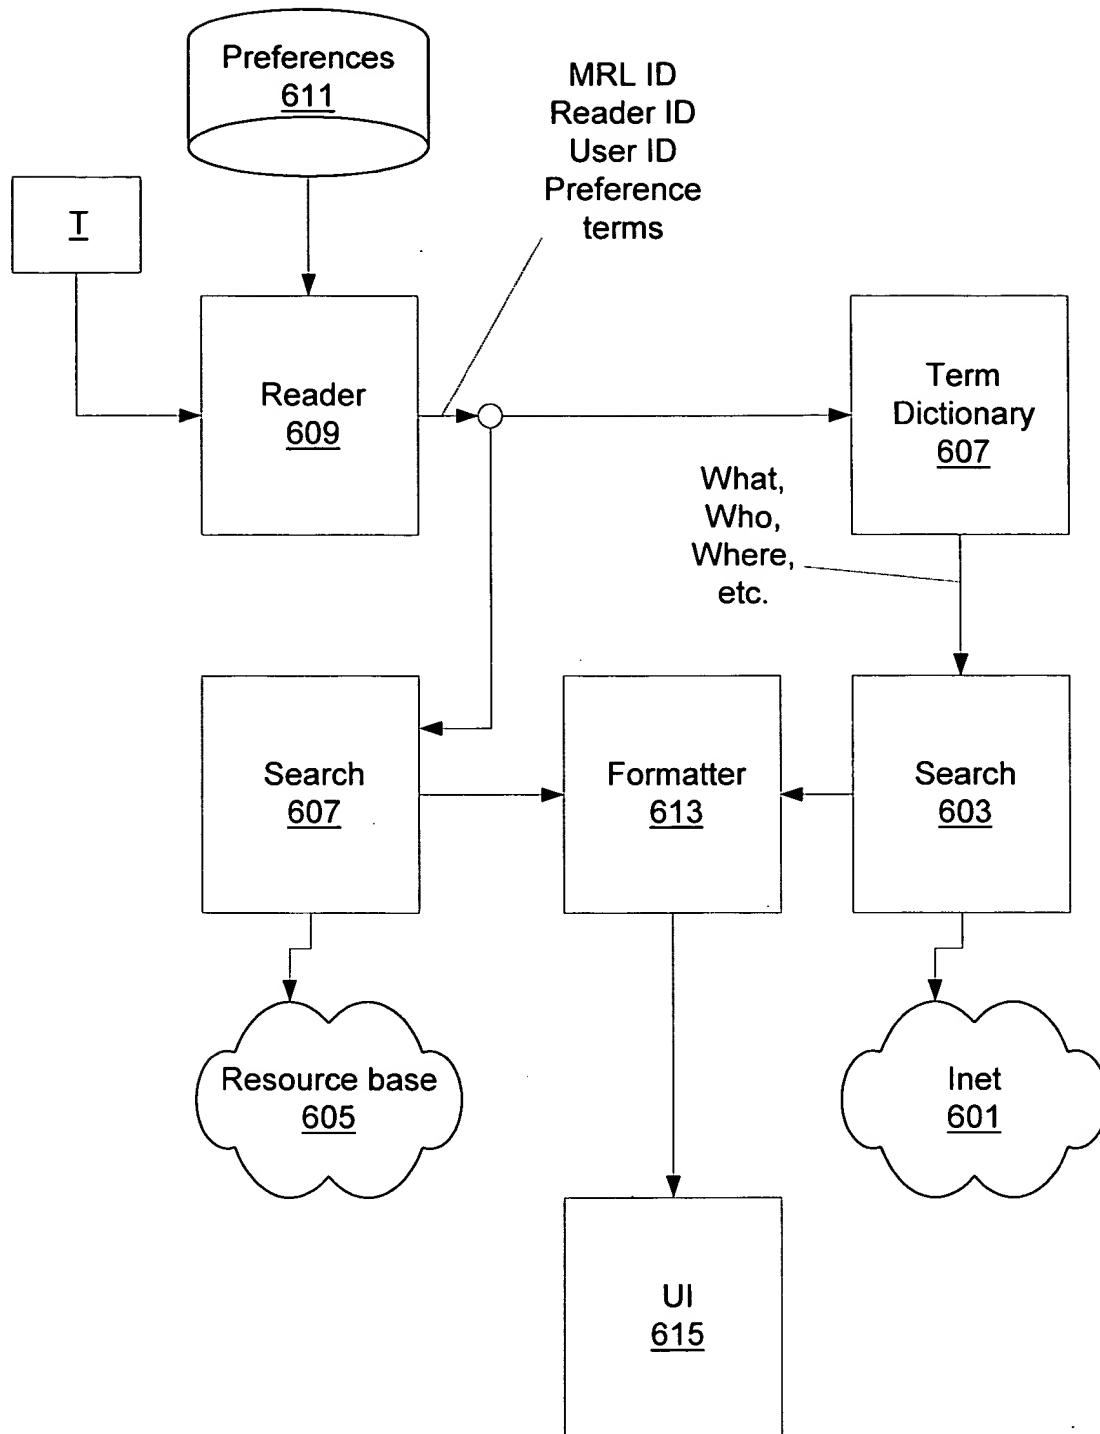 Preferences
611
MRL ID
Reader ID
User ID
Preference
terms
T
Reader
609
Term
Dictionary
607
What,
Who,
Where,
etc.
Search
607
Formatter
613
Search
603
Resource base
605
Inet
601
UI
615